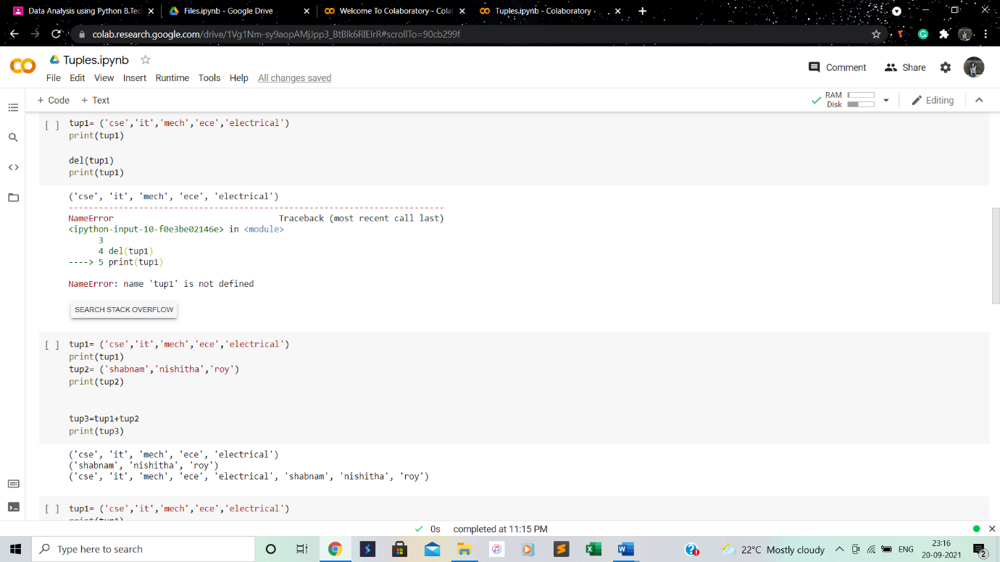 Data Analysis using Python B.Tec
Files.ipynb - Google Drive
Welcome To Colaboratory - Colab
Tuples.ipynb - Colaboratory
colab.research.google.com/drive/1Vg1Nm-sy9aopAMjJpp3_BtBlk6RlElrR#scrollTo=90cb299f
Tuples.ipynb
File Edit View Insert Runtime Tools Help All changes saved
Comment Share
+ Code + Text
RAM
Disk
Editing
[ ] tup1= ('cse','it','mech','ece','electrical')
print(tup1)
del(tup1)
print(tup1)
('cse', 'it', 'mech', 'ece', 'electrical')
---------------------------------------------------------------------------
NameError Traceback (most recent call last)
<ipython-input-10-f0e3be02146e> in <module>
3
4 del(tup1)
----> 5 print(tup1)
NameError: name 'tup1' is not defined
SEARCH STACK OVERFLOW
[ ] tup1= ('cse','it','mech','ece','electrical')
print(tup1)
tup2= ('shabnam','nishitha','roy')
print(tup2)
tup3=tup1+tup2
print(tup3)
('cse', 'it', 'mech', 'ece', 'electrical')
('shabnam', 'nishitha', 'roy')
('cse', 'it', 'mech', 'ece', 'electrical', 'shabnam', 'nishitha', 'roy')
[ ] tup1= ('cse','it','mech','ece','electrical')
print(tup1)
0s completed at 11:15 PM
Type here to search
22°C Mostly cloudy
ENG
23:16
20-09-2021
2